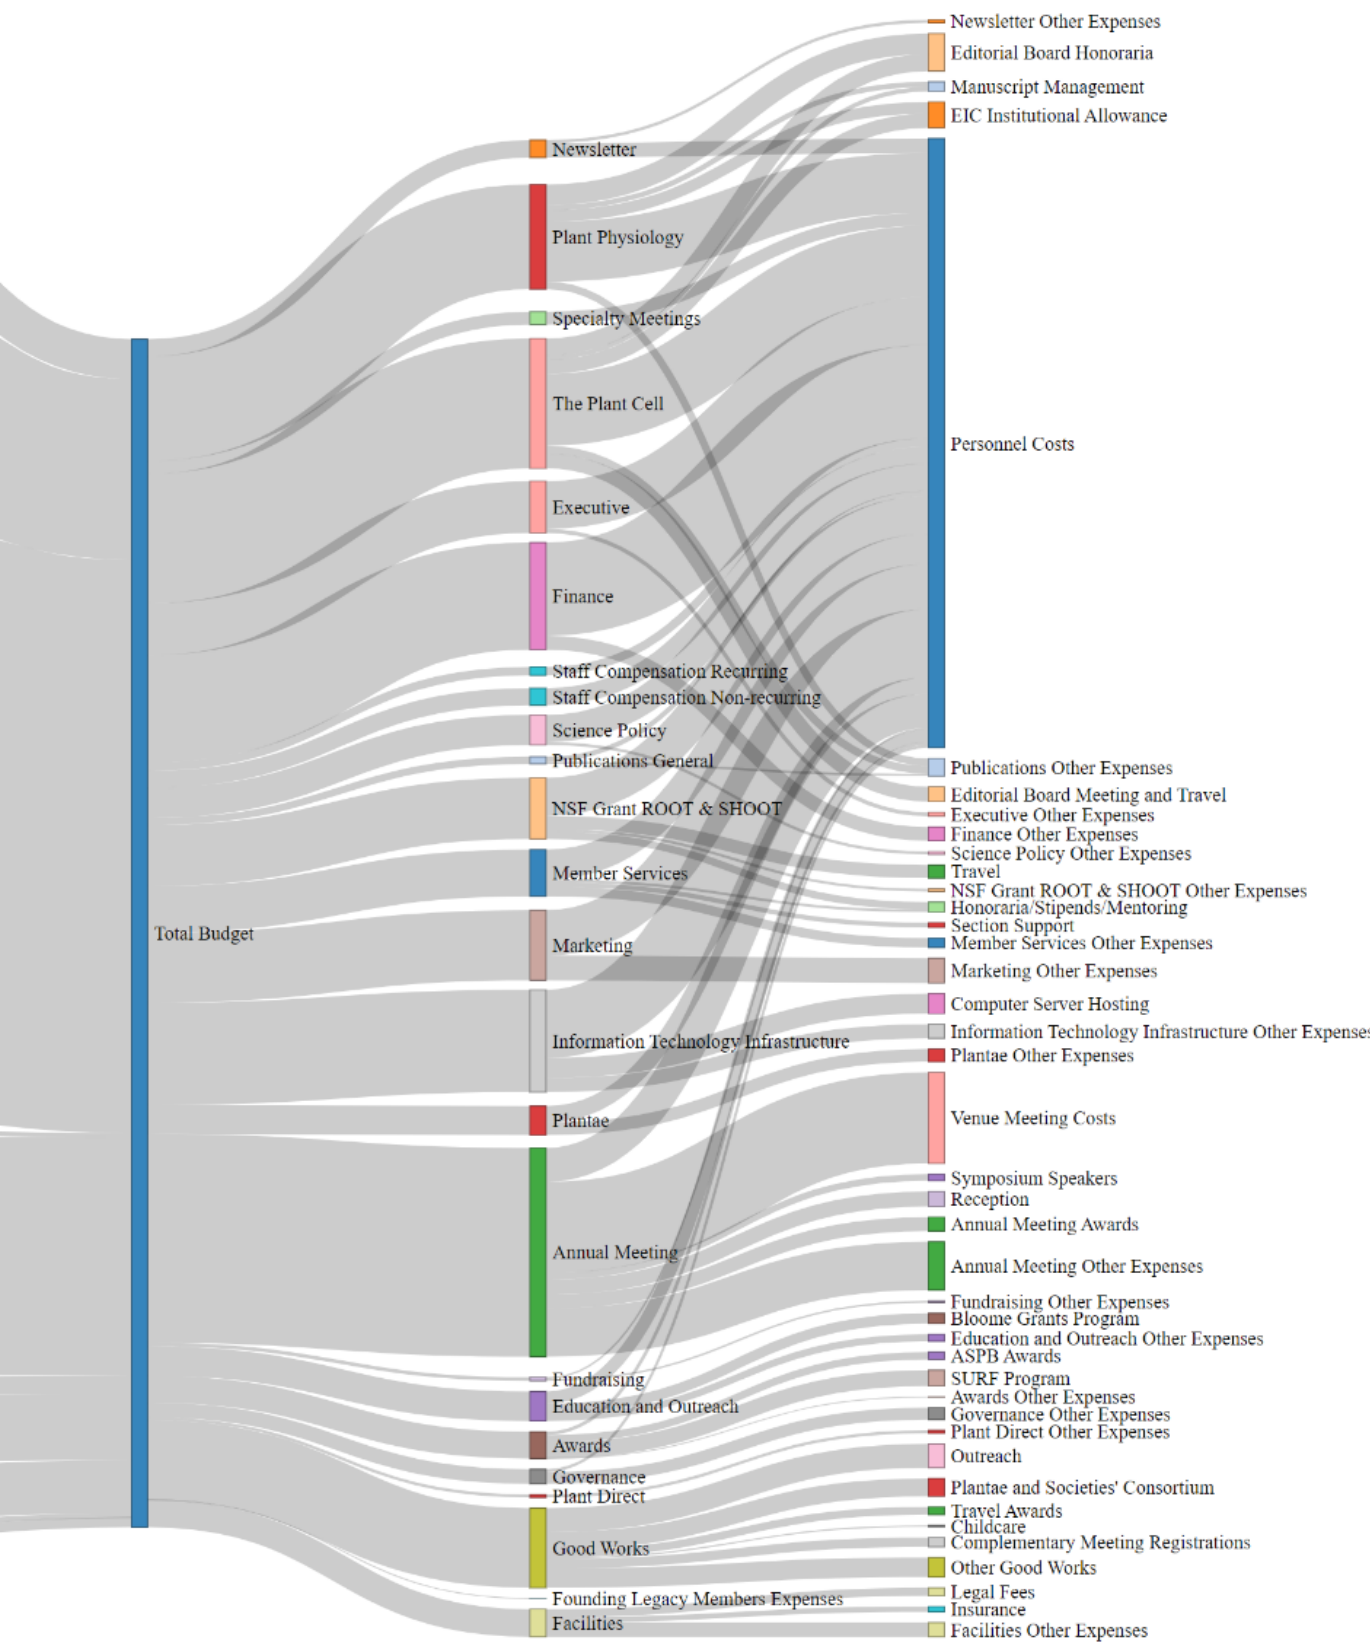 Total Budget
Newsletter
Plant Physiology
Specialty Meetings
The Plant Cell
Executive
Finance
Staff Compensation Recurring
Staff Compensation Non-recurring
Science Policy
Publications General
NSF Grant ROOT & SHOOT
Member Services
Marketing
Information Technology Infrastructure
Plantae
Annual Meeting
Fundraising
Education and Outreach
Awards
Governance
Plant Direct
Good Works
Founding Legacy Members Expenses
Facilities
Newsletter Other Expenses
Editorial Board Honoraria
Manuscript Management
EIC Institutional Allowance
Personnel Costs
Publications Other Expenses
Editorial Board Meeting and Travel
Executive Other Expenses
Finance Other Expenses
Science Policy Other Expenses
Travel
NSF Grant ROOT & SHOOT Other Expenses
Honoraria/Stipends/Mentoring
Section Support
Member Services Other Expenses
Marketing Other Expenses
Computer Server Hosting
Information Technology Infrastructure Other Expenses
Plantae Other Expenses
Venue Meeting Costs
Symposium Speakers
Reception
Annual Meeting Awards
Annual Meeting Other Expenses
Fundraising Other Expenses
Bloome Grants Program
Education and Outreach Other Expenses
ASPB Awards
SURF Program
Awards Other Expenses
Governance Other Expenses
Plant Direct Other Expenses
Outreach
Plantae and Societies' Consortium
Travel Awards
Childcare
Complementary Meeting Registrations
Other Good Works
Legal Fees
Insurance
Facilities Other Expenses